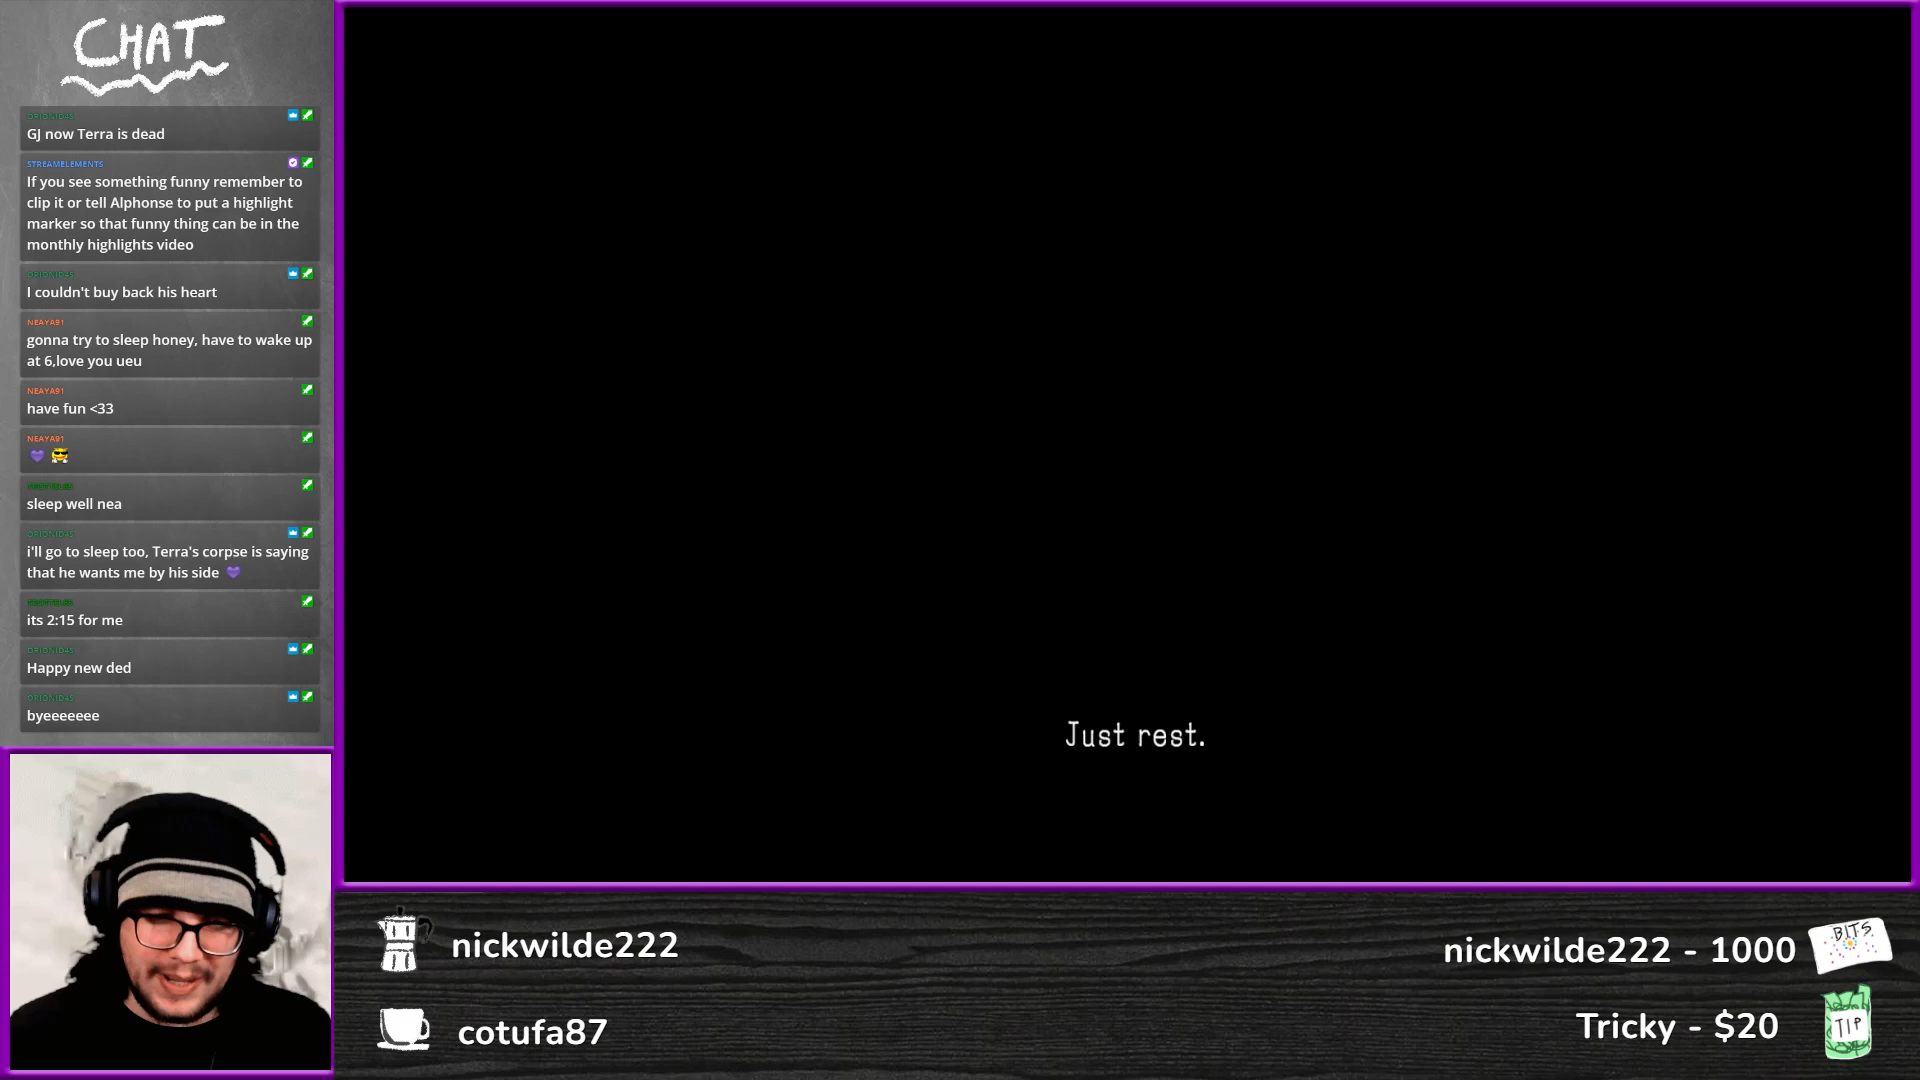 CHAT
ORION1D4S
GJ now Terra is dead
STREAMELEMENTS
If you see something funny remember to
clip it or tell Alphonse to put a highlight
marker so that funny thing can be in the
monthly highlights video
I couldn't buy back his heart
NEAYA91
gonna try to sleep honey, have to wake up
at 6,love you ueu
NEAYA91
have fun <33
NEAYA91
sleep well nea
i'll go to sleep too, Terra's corpse is saying
that he wants me by his side
its 2:15 for me
Happy new ded
byeeeeeee
Just rest.
nickwilde222
cotufa87
nickwilde222 - 1000
BITS
Tricky - $20
TIP